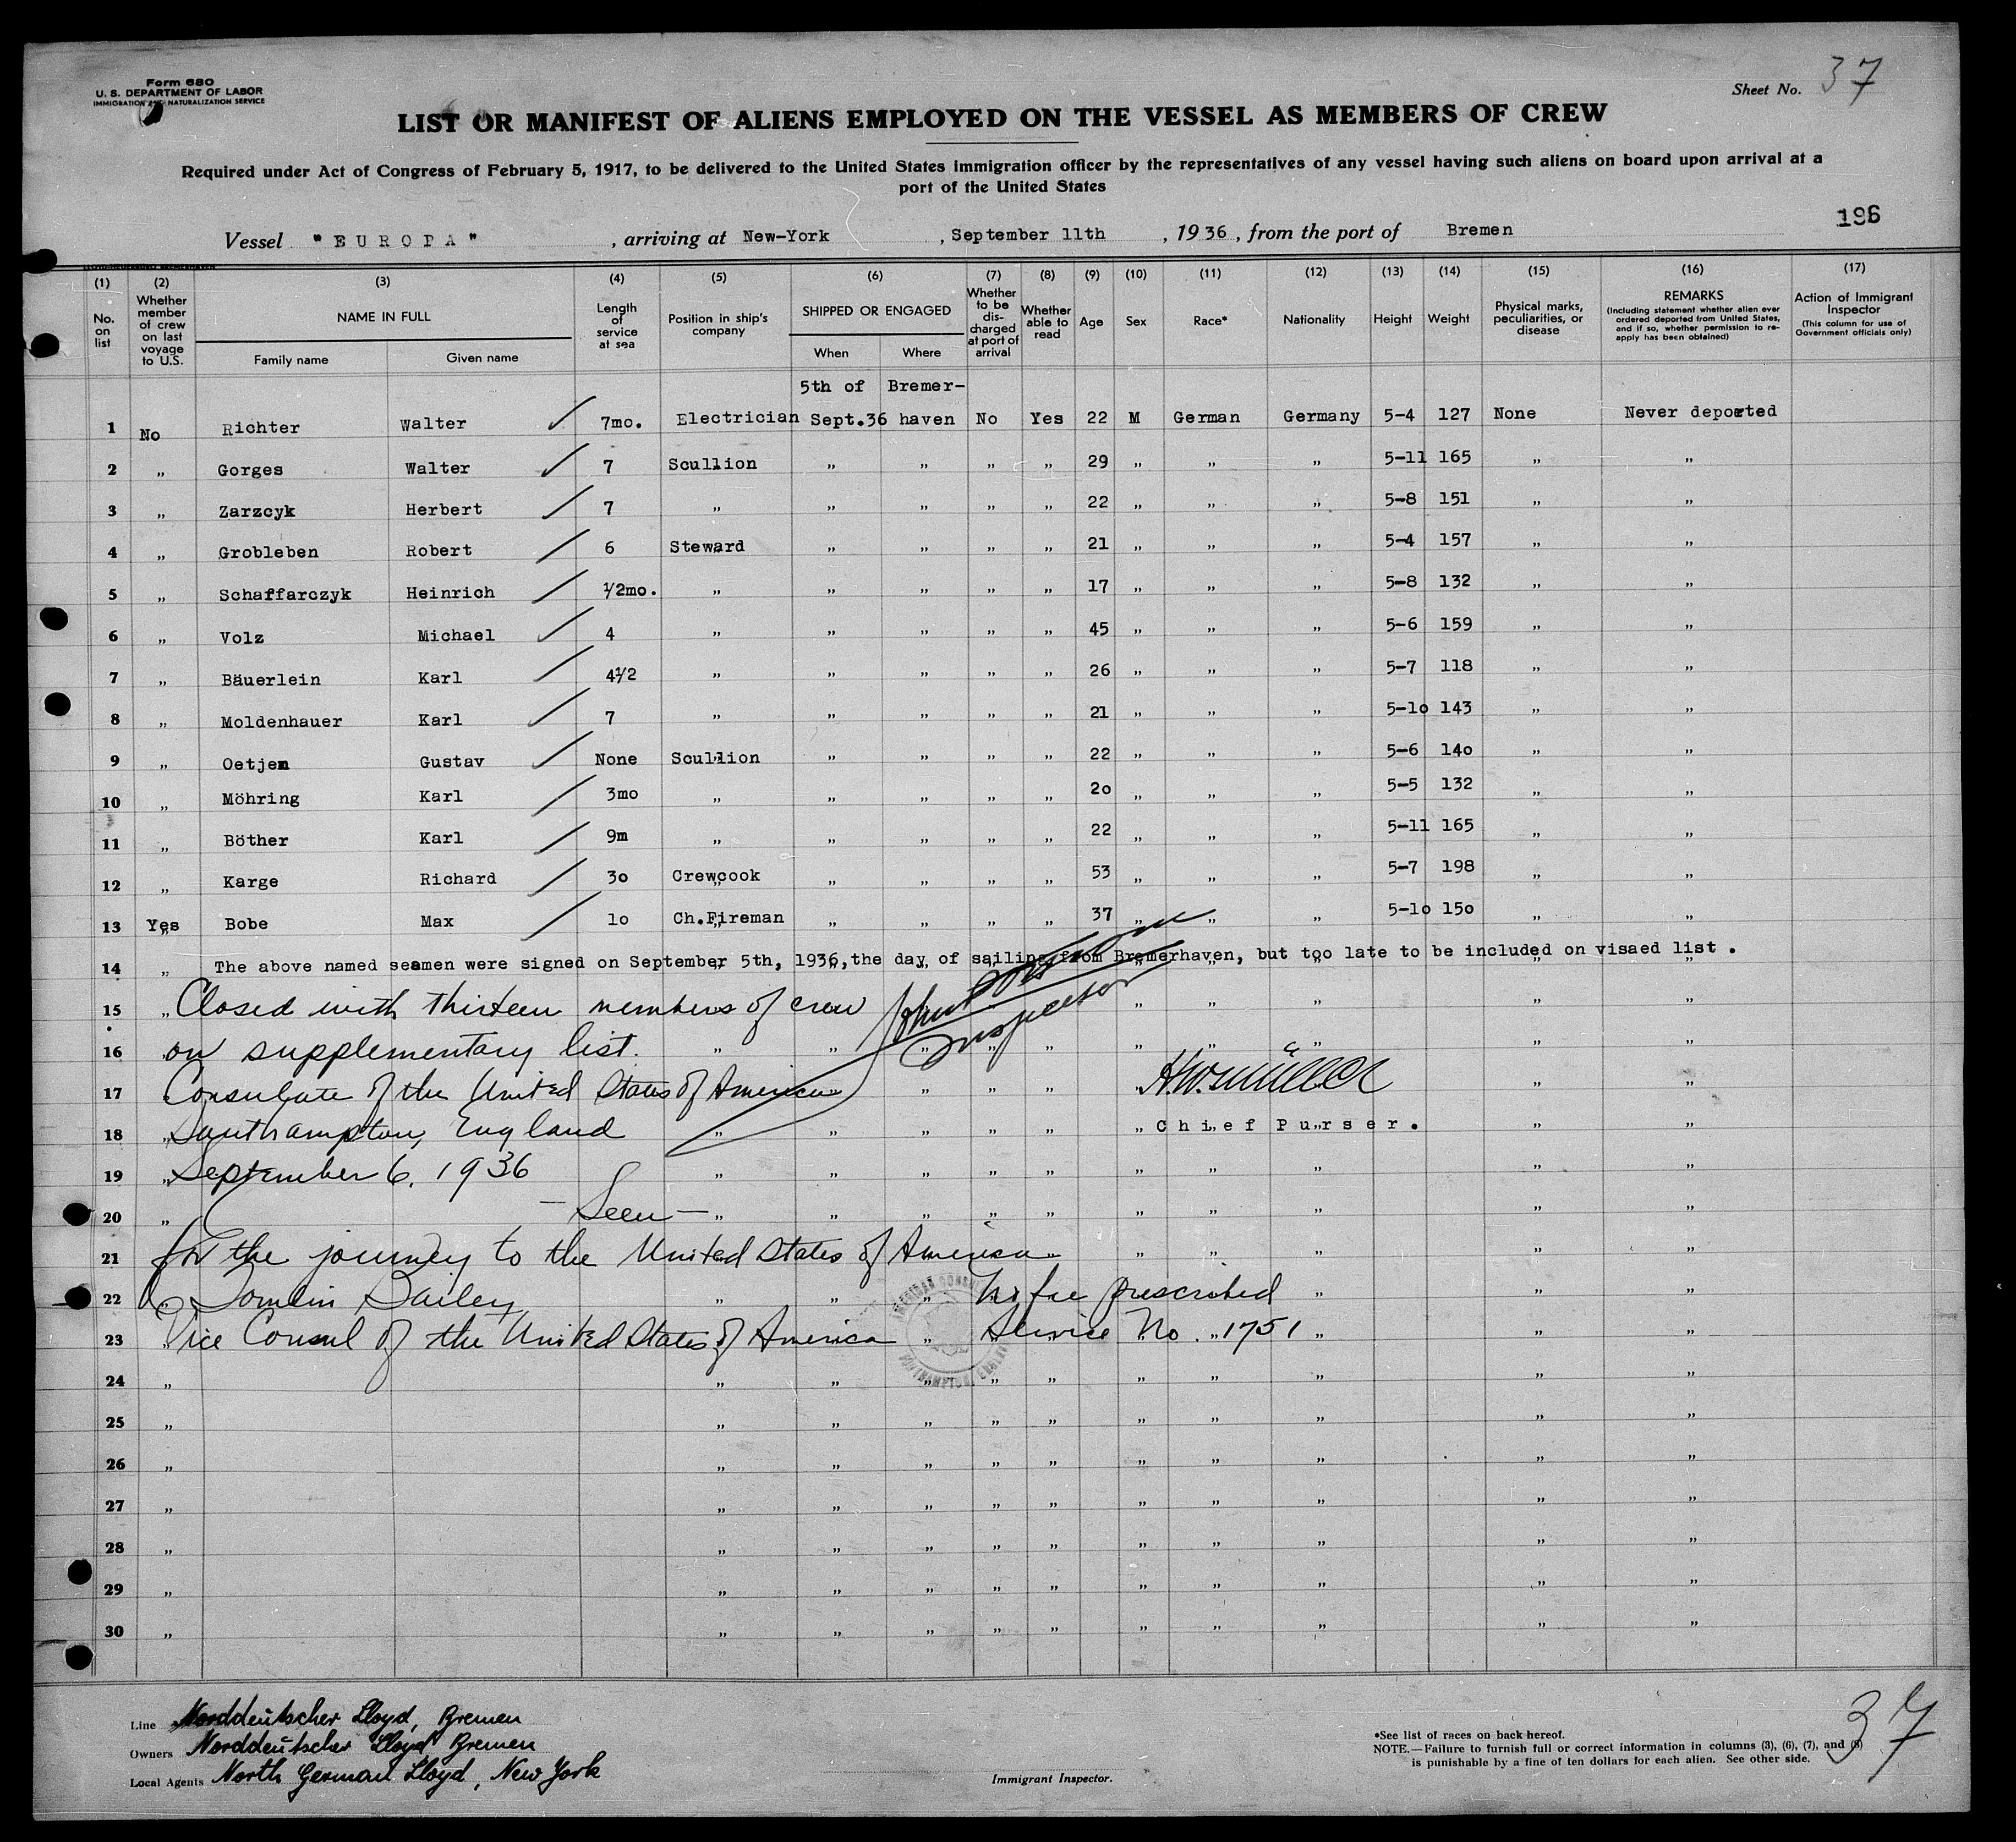 Form 680
U. S. DEPARTMENT OF LABOR
IMMIGRATION AND NATURALIZATION SERVICE
Sheet No. 37
LIST OR MANIFEST OF ALIENS EMPLOYED ON THE VESSEL AS MEMBERS OF CREW
Required under Act of Congress of February 5, 1917, to be delivered to the United States immigration officer by the representatives of any vessel having such aliens on board upon arrival at a
port of the United States
196
Vessel "EUROPA", arriving at New-York, September 11th, 1936, from the port of Bremen
(1) (2) (3) (4) (5) (6) (7) (8) (9) (10) (11) (12) (13) (14) (15) (16) (17)
No. on list
Whether member of crew on last voyage to U.S.
NAME IN FULL
Family name
Given name
Length of service at sea
Position in ship's company
SHIPPED OR ENGAGED
When
Where
Whether to be discharged at port of arrival
Whether able to read
Age
Sex
Race*
Nationality
Height
Weight
Physical marks, peculiarities, or disease
REMARKS
(Including statement whether alien ever ordered deported from United States, and if so, whether permission to reapply has been obtained)
Action of Immigrant Inspector
(This column for use of Government officials only)
5th of Bremer-
1 No Richter Walter 7mo. Electrician Sept.36 haven No Yes 22 M German Germany 5-4 127 None Never deported
2 " Gorges Walter 7 Scullion " " " " 29 " " " 5-11 165 " "
3 " Zarzcyk Herbert 7 " " " " " 22 " " " 5-8 151 " "
4 " Grobleben Robert 6 Steward " " " " 21 " " " 5-4 157 " "
5 " Schaffarczyk Heinrich 1/2mo. " " " " " 17 " " " 5-8 132 " "
6 " Volz Michael 4 " " " " " 45 " " " 5-6 159 " "
7 " Bäuerlein Karl 4 1/2 " " " " " 26 " " " 5-7 118 " "
8 " Moldenhauer Karl 7 " " " " " 21 " " " 5-10 143 " "
9 " Oetjen Gustav None Scullion " " " " 22 " " " 5-6 140 " "
10 " Möhring Karl 3mo " " " " " 20 " " " 5-5 132 " "
11 " Böther Karl 9m " " " " " 22 " " " 5-11 165 " "
12 " Karge Richard 30 Crewcook " " " " 53 " " " 5-7 198 " "
13 Yes Bobe Max 10 Ch.Fireman " " " " 37 " " " 5-10 150 " "
14 " The above named seamen were signed on September 5th, 1936, the day of sailing from Bremerhaven, but too late to be included on visaed list.
15 " Closed with thirteen members of crew
16 " on supplementary list.
Inspector
17 " Consulate of the United States of America
H.W. Müller
18 " Southampton, England
Chief Purser.
19 " September 6, 1936
20 " - Seen -
21 for the journey to the United States of America
22 Bailey No fee prescribed
23 Vice Consul of the United States of America Service No. 1751
AMERICAN CONSULATE SOUTHAMPTON, ENGLAND
24 " " " " " " " " " " "
25 " " " " " " " " " " "
26 " " " " " " " " " " "
27 " " " " " " " " " " "
28 " " " " " " " " " " "
29 " " " " " " " " " " "
30 " " " " " " " " " " "
Line Norddeutscher Lloyd, Bremen
Owners Norddeutscher Lloyd Bremen
Local Agents North German Lloyd, New York
Immigrant Inspector.
*See list of races on back hereof.
NOTE.—Failure to furnish full or correct information in columns (3), (6), (7), and (8)
is punishable by a fine of ten dollars for each alien. See other side.
37